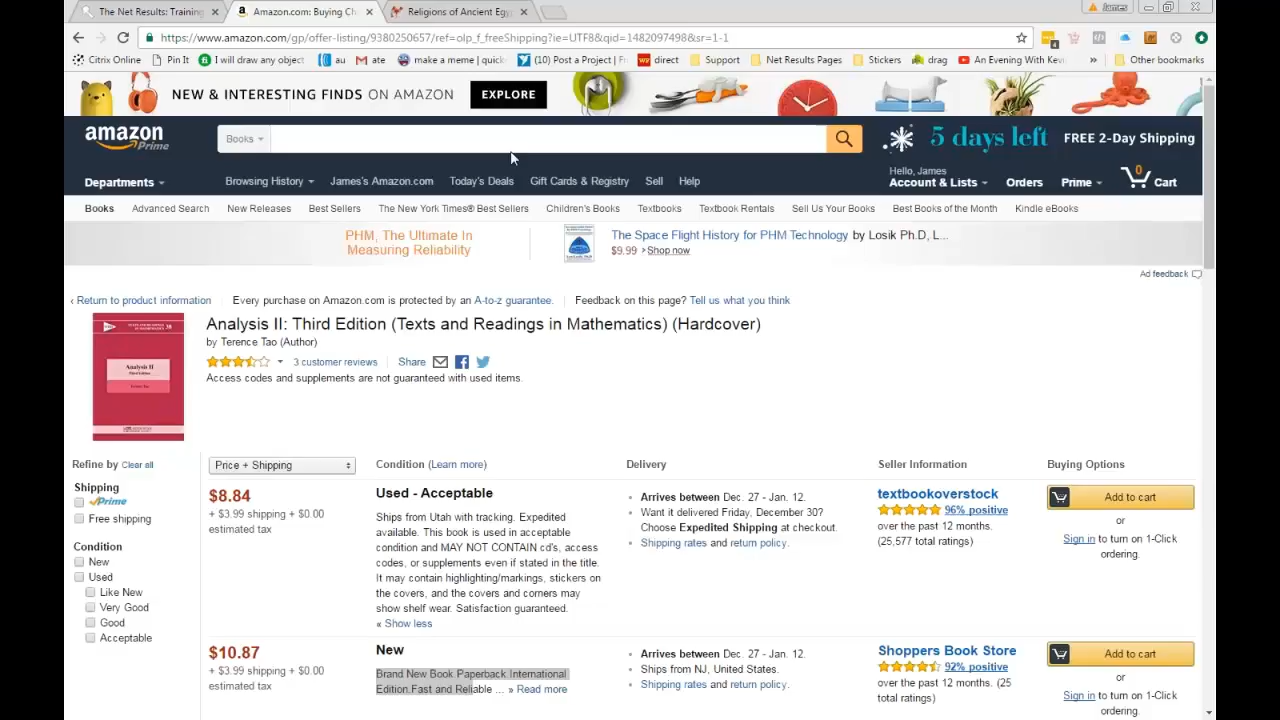 The Net Results: Training
Amazon.com: Buying Ch
Religions of Ancient Egy
James
https://www.amazon.com/gp/offer-listing/9380250657/ref=olp_f_freeShipping?ie=UTF8&qid=1482097498&sr=1-1
Citrix Online
Pin It
I will draw any object
au
ate
make a meme | quick
(10) Post a Project | F
direct
Support
Net Results Pages
Stickers
drag
An Evening With Kevi
»
Other bookmarks
NEW & INTERESTING FINDS ON AMAZON
EXPLORE
amazon
Prime
Books
5 days left
FREE 2-Day Shipping
Departments
Browsing History
James's Amazon.com
Today's Deals
Gift Cards & Registry
Sell
Help
Hello, James
Account & Lists
Orders
Prime
0
Cart
Books
Advanced Search
New Releases
Best Sellers
The New York Times® Best Sellers
Children's Books
Textbooks
Textbook Rentals
Sell Us Your Books
Best Books of the Month
Kindle eBooks
PHM, The Ultimate In
Measuring Reliability
The Space Flight History for PHM Technology by Losik Ph.D, L...
$9.99 › Shop now
Ad feedback
‹ Return to product information
Every purchase on Amazon.com is protected by an A-to-z guarantee.
Feedback on this page? Tell us what you think
Analysis II: Third Edition (Texts and Readings in Mathematics) (Hardcover)
by Terence Tao (Author)
3 customer reviews
Share
Access codes and supplements are not guaranteed with used items.
Analysis II
Third Edition
Terence Tao
Refine by Clear all
Shipping
Prime
Free shipping
Condition
New
Used
Like New
Very Good
Good
Acceptable
Price + Shipping
Condition (Learn more)
Delivery
Seller Information
Buying Options
$8.84
+ $3.99 shipping + $0.00
estimated tax
Used - Acceptable
Ships from Utah with tracking. Expedited
available. This book is used in acceptable
condition and MAY NOT CONTAIN cd's, access
codes, or supplements even if stated in the title.
It may contain highlighting/markings, stickers on
the covers, and the covers and corners may
show shelf wear. Satisfaction guaranteed.
« Show less
Arrives between Dec. 27 - Jan. 12.
Want it delivered Friday, December 30?
Choose Expedited Shipping at checkout.
Shipping rates and return policy.
textbookoverstock
96% positive
over the past 12 months.
(25,577 total ratings)
Add to cart
or
Sign in to turn on 1-Click
ordering.
$10.87
+ $3.99 shipping + $0.00
estimated tax
New
Brand New Book Paperback International
Edition.Fast and Reliable ... » Read more
Arrives between Dec. 27 - Jan. 12.
Ships from NJ, United States.
Shipping rates and return policy.
Shoppers Book Store
92% positive
over the past 12 months. (25
total ratings)
Add to cart
or
Sign in to turn on 1-Click
ordering.